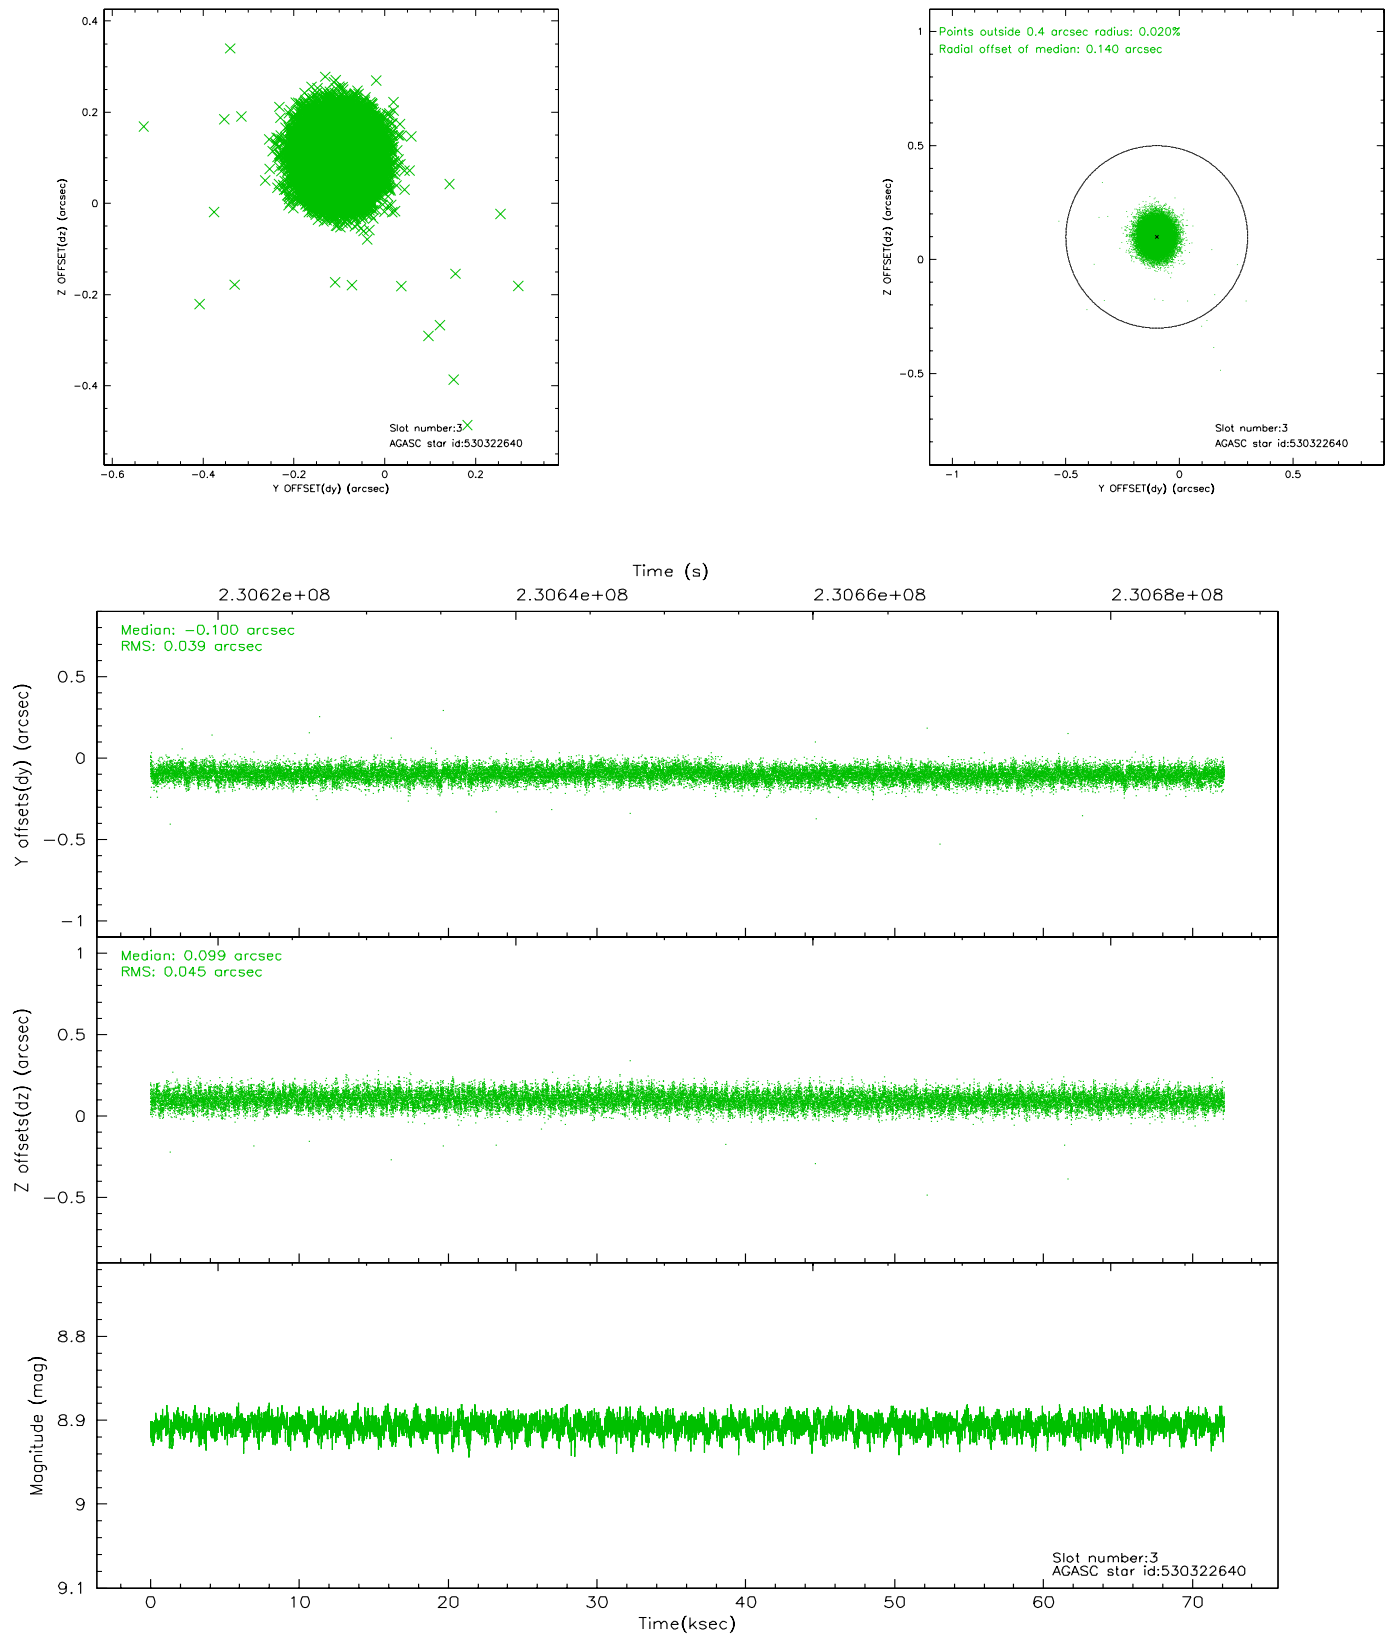 0.4
0.2
0
−0.2
−0.4
Z OFFSET(dz) (arcsec)
Slot number:3
AGASC star id:530322640
−0.6 −0.4 −0.2 0 0.2
Y OFFSET(dy) (arcsec)
Points outside 0.4 arcsec radius: 0.020%
Radial offset of median: 0.140 arcsec
1
0.5
0
−0.5
Z OFFSET(dz) (arcsec)
Slot number:3
AGASC star id:530322640
−1 −0.5 0 0.5
Y OFFSET(dy) (arcsec)
Time (s)
2.3062e+08 2.3064e+08 2.3066e+08 2.3068e+08
Median: −0.100 arcsec
RMS: 0.039 arcsec
0.5
0
−0.5
−1
Y offsets(dy) (arcsec)
Median: 0.099 arcsec
RMS: 0.045 arcsec
1
0.5
0
−0.5
Z offsets(dz) (arcsec)
8.8
8.9
9
9.1
Magnitude (mag)
Slot number:3
AGASC star id:530322640
0 10 20 30 40 50 60 70
Time(ksec)